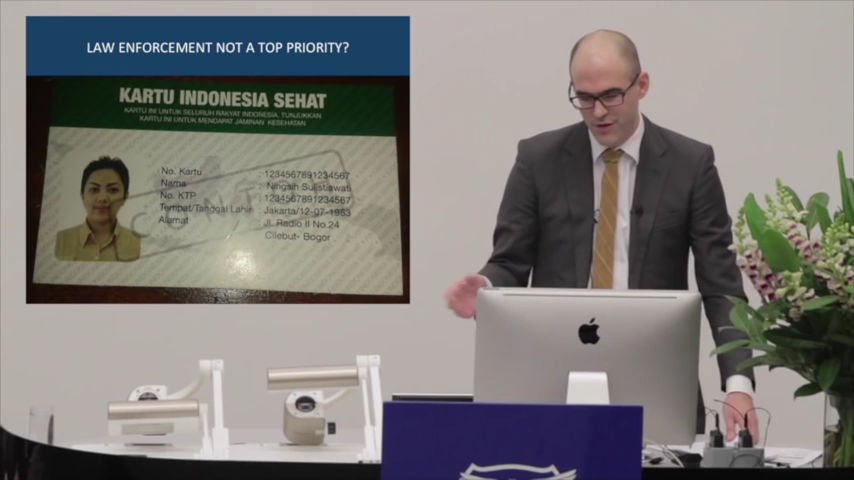 LAW ENFORCEMENT NOT A TOP PRIORITY?
KARTU INDONESIA SEHAT
KARTU INI UNTUK SELURUH RAKYAT INDONESIA. TUNJUKKAN
KARTU INI UNTUK MENDAPAT JAMINAN KESEHATAN
No. Kartu : 1234567891234567
Nama : Ningsih Sulistiawati
No. KTP : 1234567891234567
Tempat/Tanggal Lahir : Jakarta/12-07-1983
Alamat : Jl. Radio II No.24
Cilebut- Bogor
CONTOH